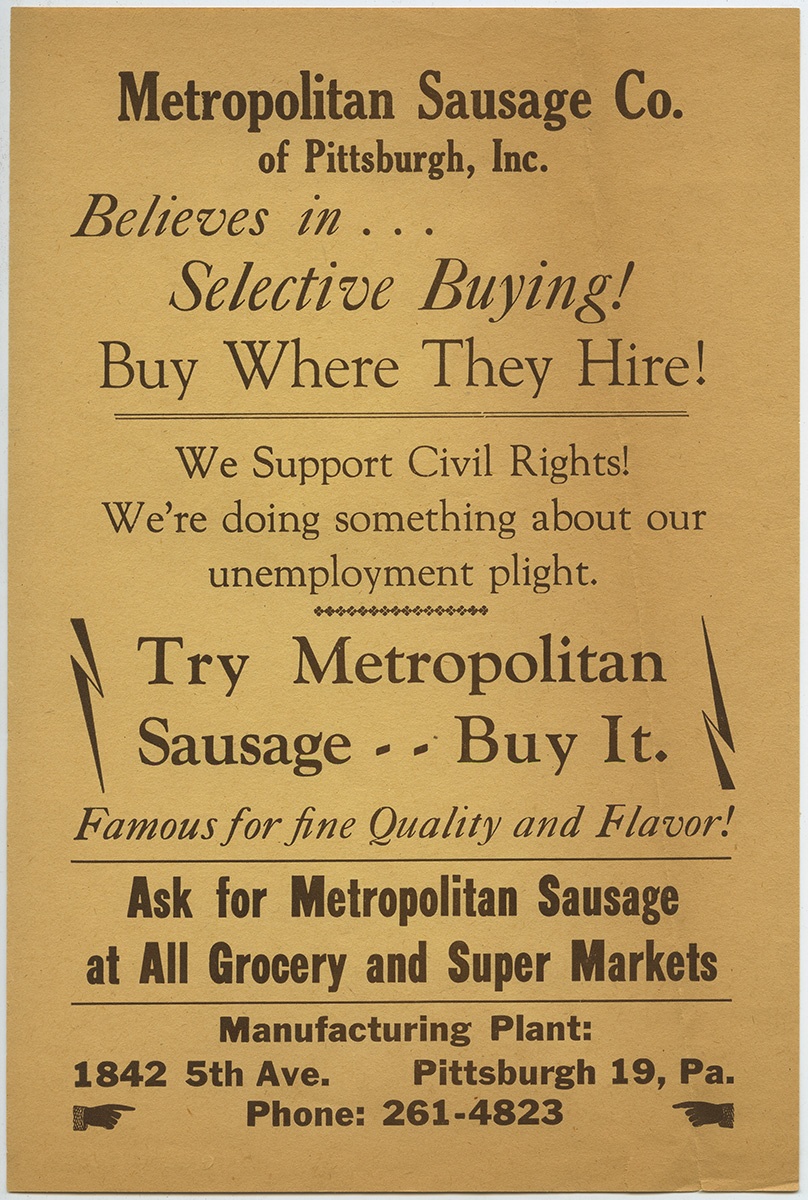 Metropolitan Sausage Co.
of Pittsburgh, Inc.
Believes in . . .
Selective Buying!
Buy Where They Hire!
We Support Civil Rights!
We're doing something about our
unemployment plight.
Try Metropolitan
Sausage - - Buy It.
Famous for fine Quality and Flavor!
Ask for Metropolitan Sausage
at All Grocery and Super Markets
Manufacturing Plant:
1842 5th Ave. Pittsburgh 19, Pa.
Phone: 261-4823